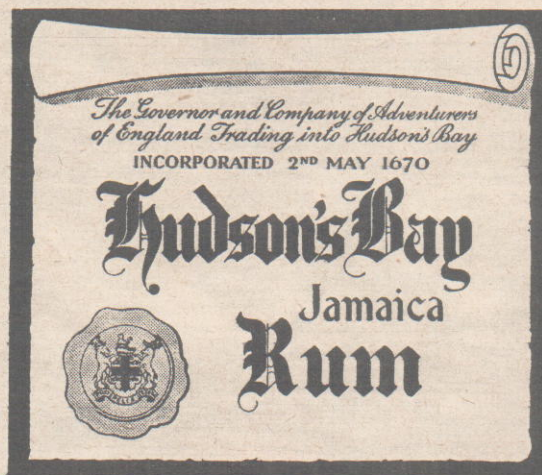 The Governor and Company of Adventurers
of England Trading into Hudson's Bay
INCORPORATED 2ND MAY 1670
Hudson's Bay
Jamaica
Rum